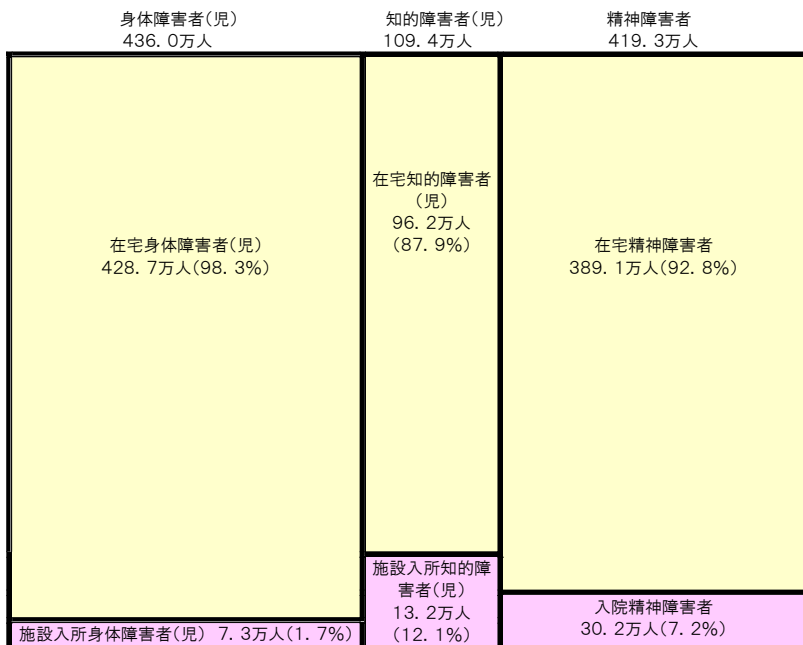 身体障害者(児)
436. 0万人
知的障害者(児)
109. 4万人
精神障害者
419. 3万人
在宅身体障害者(児)
428. 7万人(98. 3%)
在宅知的障害者
(児)
96. 2万人
(87. 9%)
在宅精神障害者
389. 1万人(92. 8%)
施設入所身体障害者(児) 7. 3万人(1. 7%)
施設入所知的障
害者(児)
13. 2万人
(12. 1%)
入院精神障害者
30. 2万人(7. 2%)